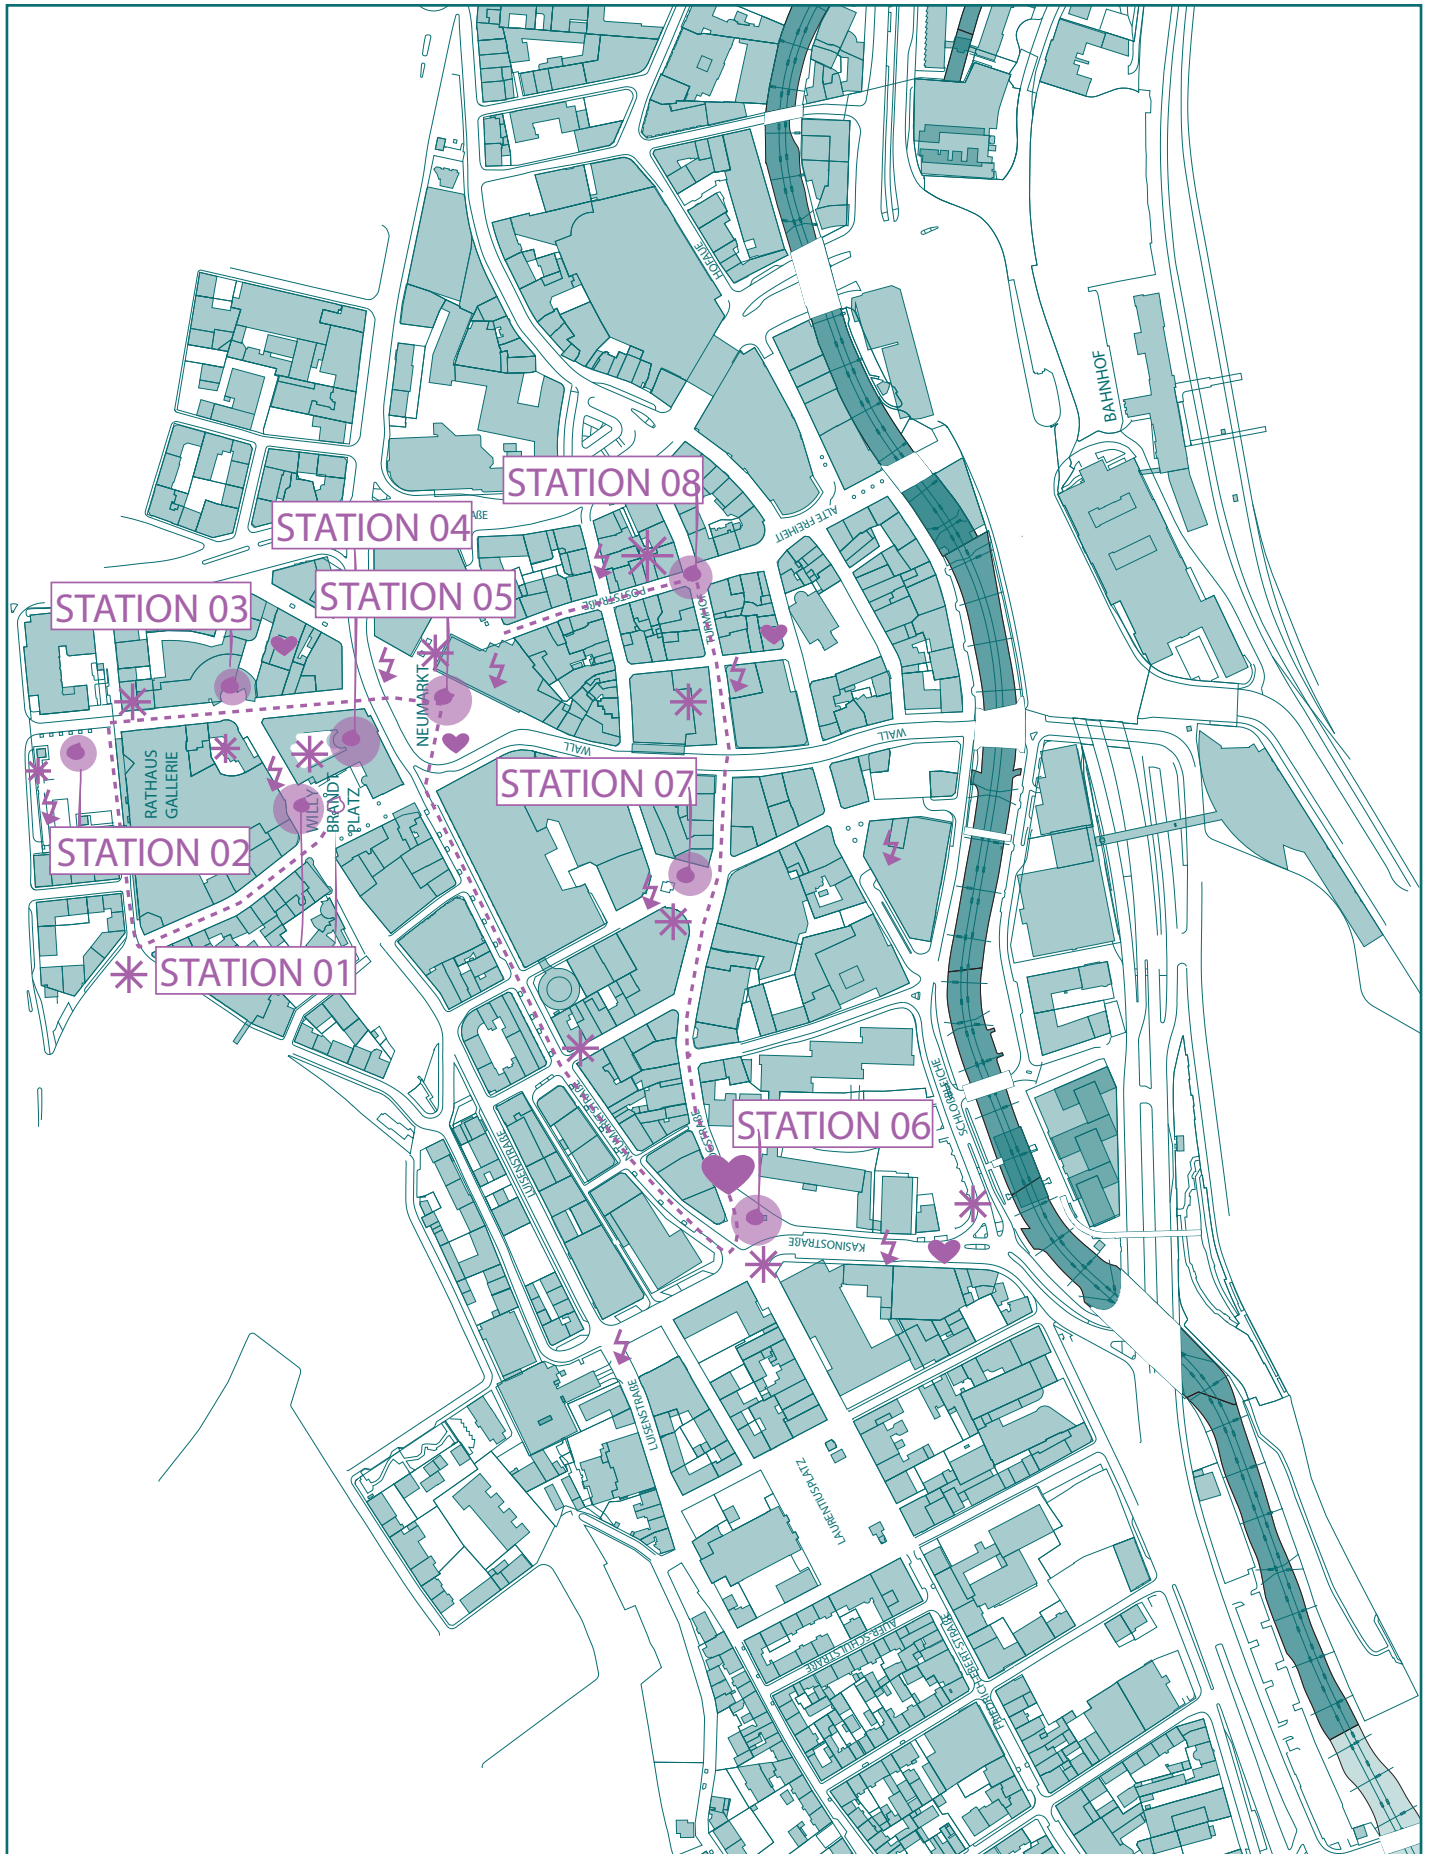 HOFAUE
BAHNHOF
STATION 08
ALTE FREIHEIT
STATION 04
STATION 05
STATION 03
POSTSTRAßE
TURMHOF
NEUMARKT
WALL
WALL
RATHAUS
GALLERIE
WILLY
BRANDT
PLATZ
STATION 07
STATION 02
STATION 01
SCHLOßBLEICHE
NEUMARKTSTRAßE
STATION 06
LUISENSTRAßE
KASINOSTRAßE
LUISENSTRAßE
LAURENTIUSPLATZ
AUER SCHULSTRAßE
FRIEDRICH-EBERT-STRAßE